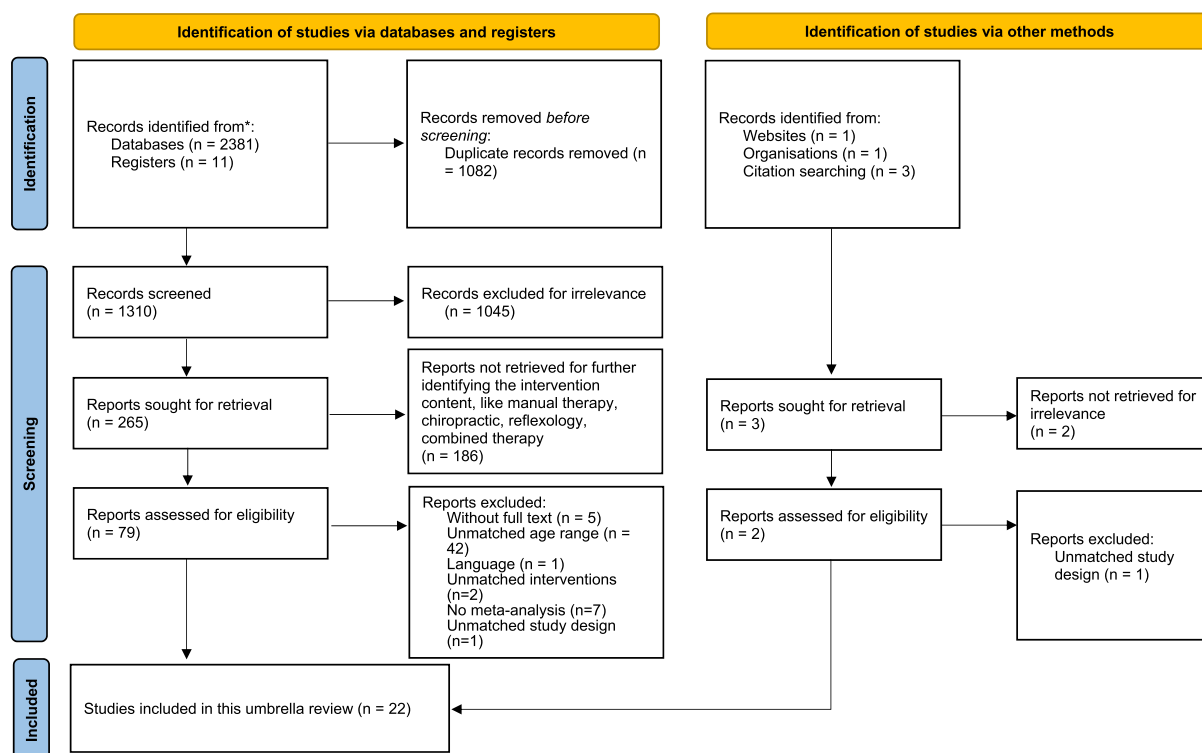 Identification of studies via databases and registers
Identification of studies via other methods
Identification
Records identified from*:
Databases (n = 2381)
Registers (n = 11)
Records removed before
screening:
Duplicate records removed (n
= 1082)
Records identified from:
Websites (n = 1)
Organisations (n = 1)
Citation searching (n = 3)
Screening
Records screened
(n = 1310)
Records excluded for irrelevance
(n = 1045)
Reports sought for retrieval
(n = 265)
Reports not retrieved for further
identifying the intervention
content, like manual therapy,
chiropractic, reflexology,
combined therapy
(n = 186)
Reports sought for retrieval
(n = 3)
Reports not retrieved for
irrelevance
(n = 2)
Reports assessed for eligibility
(n = 79)
Reports excluded:
Without full text (n = 5)
Unmatched age range (n =
42)
Language (n = 1)
Unmatched interventions
(n=2)
No meta-analysis (n=7)
Unmatched study design
(n=1)
Reports assessed for eligibility
(n = 2)
Reports excluded:
Unmatched study
design (n = 1)
Included
Studies included in this umbrella review (n = 22)